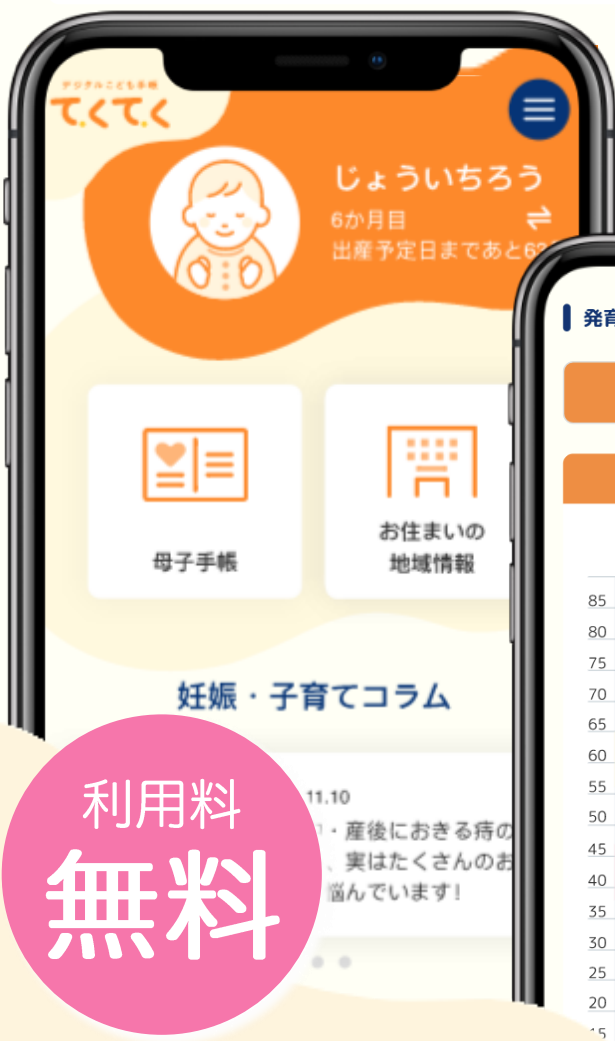 デジタルこども手帳
てくてく
じょういちろう
6か月目
出産予定日まであと63
母子手帳
お住まいの
地域情報
妊娠・子育てコラム
11.10
・産後におきる痔の
、実はたくさんのお
悩んでいます!
利用料
無料
発育
85
80
75
70
65
60
55
50
45
40
35
30
25
20
15